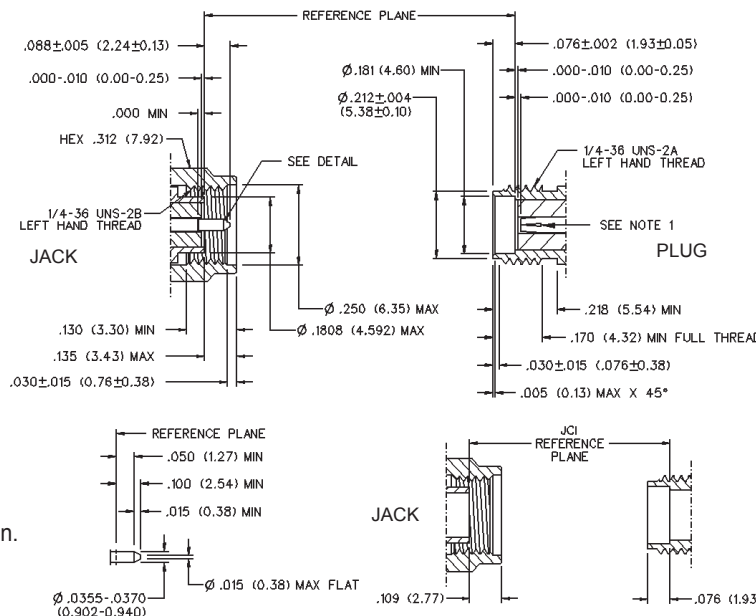 REFERENCE PLANE
.088±.005 (2.24±0.13)
.000-.010 (0.00-0.25)
.000 MIN
HEX .312 (7.92)
SEE DETAIL
1/4-36 UNS-2B
LEFT HAND THREAD
JACK
.130 (3.30) MIN
.135 (3.43) MAX
.030±.015 (0.76±0.38)
Ø .250 (6.35) MAX
Ø .1808 (4.592) MAX
.076±.002 (1.93±0.05)
Ø.181 (4.60) MIN
.000-.010 (0.00-0.25)
Ø.212±.004
(5.38±0.10)
.000-.010 (0.00-0.25)
1/4-36 UNS-2A
LEFT HAND THREAD
SEE NOTE 1
PLUG
.218 (5.54) MIN
.170 (4.32) MIN FULL THREAD
.030±.015 (.076±0.38)
.005 (0.13) MAX X 45°
REFERENCE PLANE
.050 (1.27) MIN
.100 (2.54) MIN
.015 (0.38) MIN
n.
Ø .015 (0.38) MAX FLAT
Ø .0355-.0370
(0.902-0.940)
JCI
REFERENCE
PLANE
JACK
.109 (2.77)
.076 (1.93